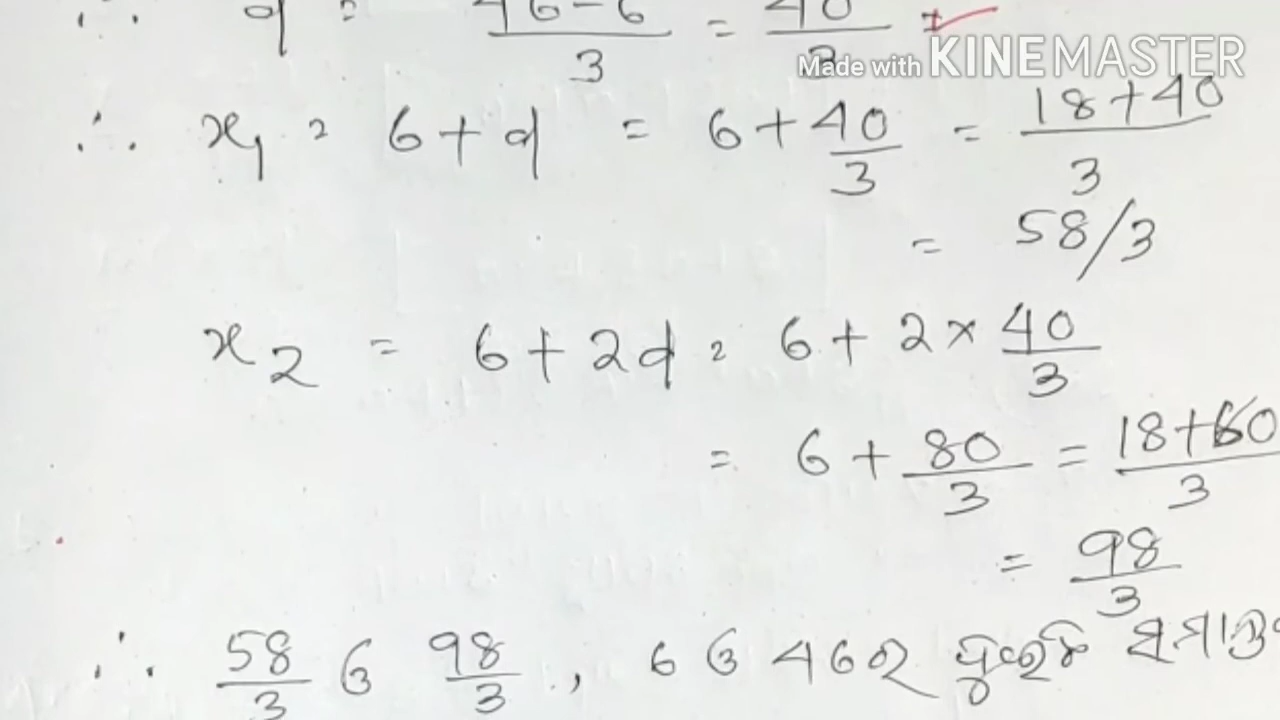 ∴ d = 46-6/3 = 40/3
Made with KINEMASTER
∴ x₁ = 6 + d = 6 + 40/3 = 18+40/3
= 58/3
x₂ = 6 + 2d = 6 + 2 × 40/3
= 6 + 80/3 = 18+80/3
= 98/3
∴ 58/3 ଓ 98/3 , 6 ଓ 46ର ଦୁଇଟି